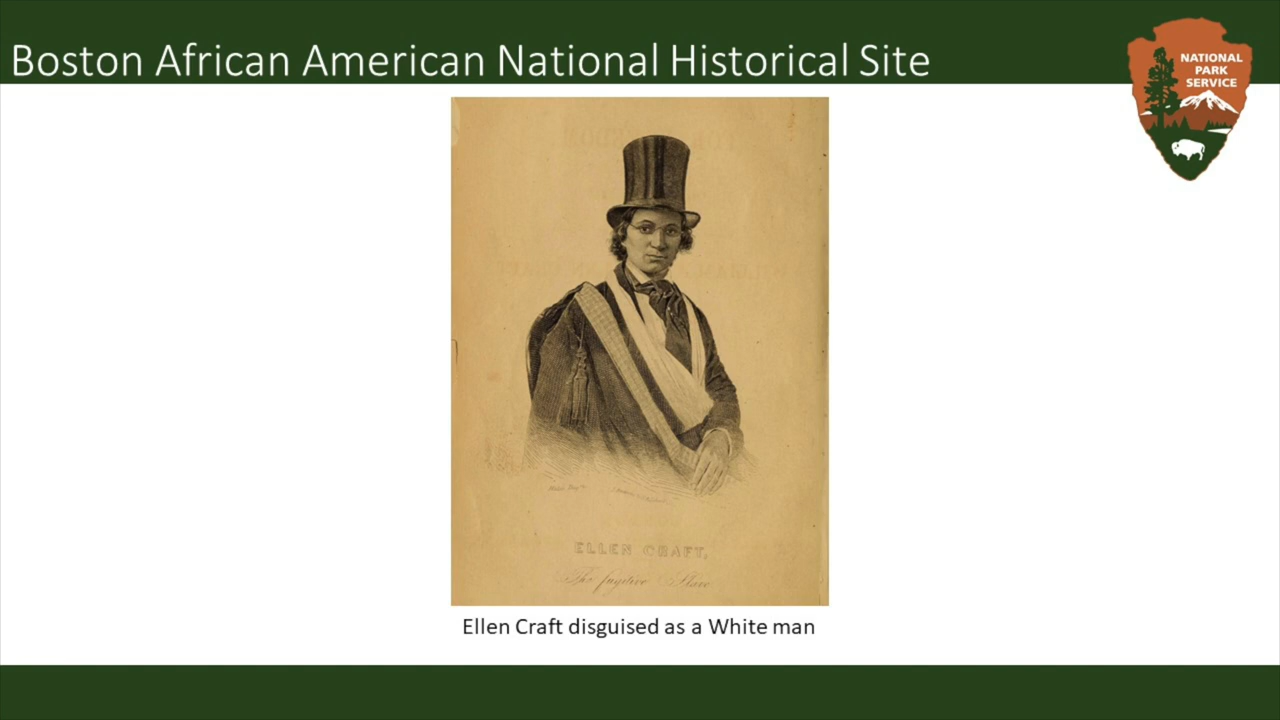 Boston African American National Historical Site
NATIONAL
PARK
SERVICE
ELLEN CRAFT,
The fugitive Slave
Ellen Craft disguised as a White man